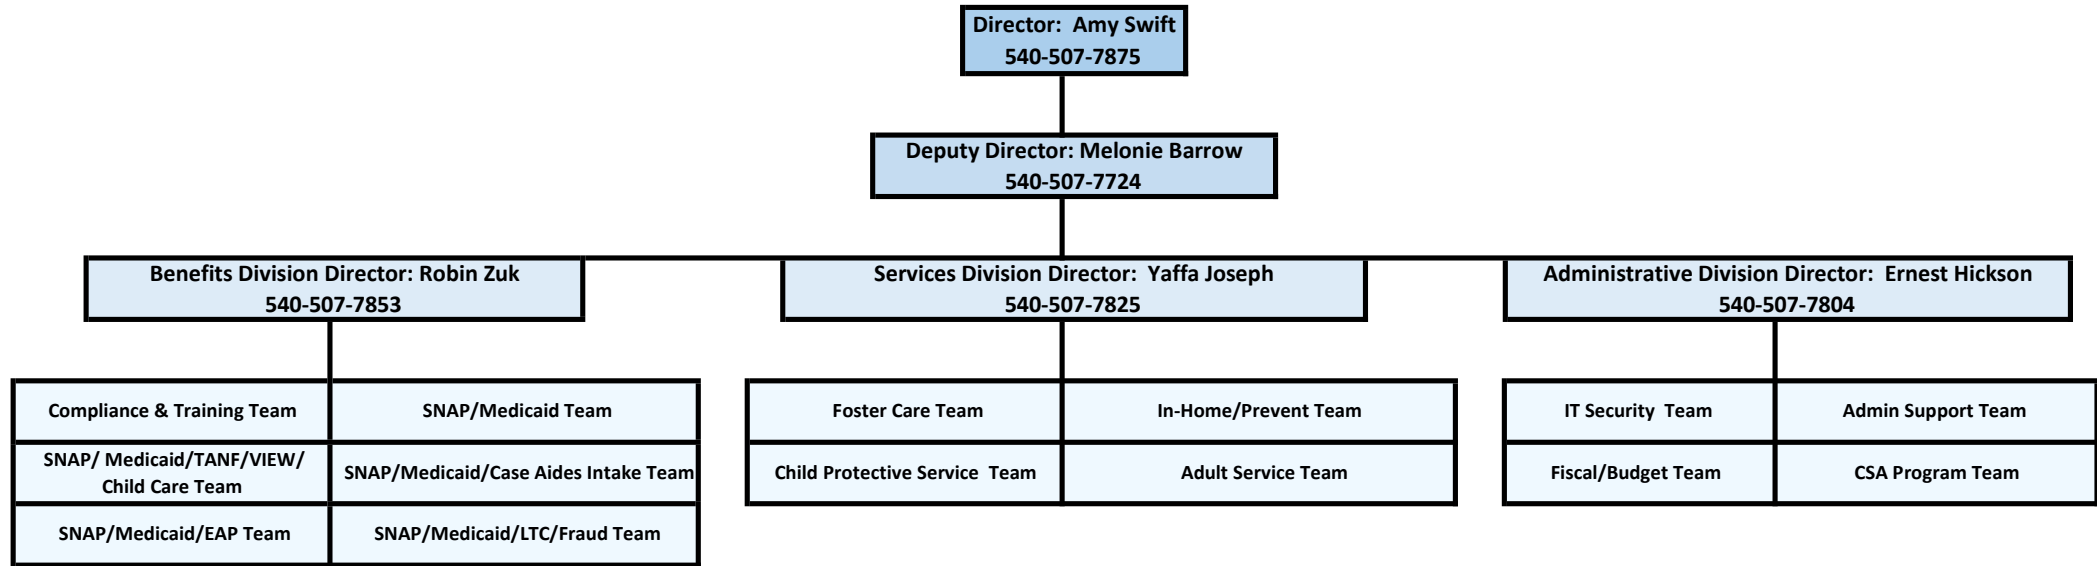 Director:  Amy Swift
540-507-7875
Deputy Director: Melonie Barrow
540-507-7724
Benefits Division Director: Robin Zuk
540-507-7853
Services Division Director:  Yaffa Joseph
540-507-7825
Administrative Division Director:  Ernest Hickson
540-507-7804
Compliance & Training Team
SNAP/Medicaid Team
SNAP/ Medicaid/TANF/VIEW/
Child Care Team
SNAP/Medicaid/Case Aides Intake Team
SNAP/Medicaid/EAP Team
SNAP/Medicaid/LTC/Fraud Team
Foster Care Team
In-Home/Prevent Team
Child Protective Service  Team
Adult Service Team
IT Security  Team
Admin Support Team
Fiscal/Budget Team
CSA Program Team